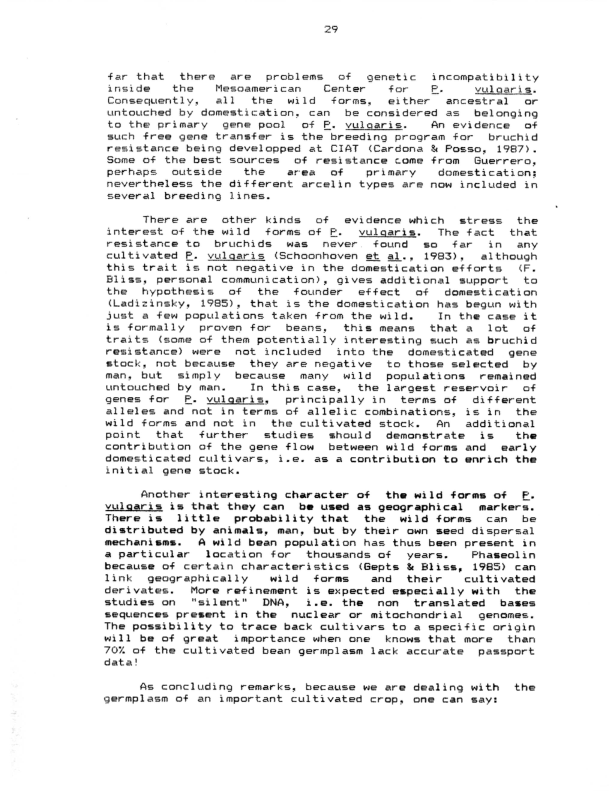 29
far that there are problems of genetic incompatibility
inside the Mesoamerican Center for P. vulgaris.
Consequently, all the wild forms, either ancestral or
untouched by domestication, can be considered as belonging
to the primary gene pool of P. vulgaris. An evidence of
such free gene transfer is the breeding program for bruchid
resistance being developped at CIAT (Cardona & Posso, 1987).
Some of the best sources of resistance come from Guerrero,
perhaps outside the area of primary domestication;
nevertheless the different arcelin types are now included in
several breeding lines.
There are other kinds of evidence which stress the
interest of the wild forms of P. vulgaris. The fact that
resistance to bruchids was never found so far in any
cultivated P. vulgaris (Schoonhoven et al., 1983), although
this trait is not negative in the domestication efforts (F.
Bliss, personal communication), gives additional support to
the hypothesis of the founder effect of domestication
(Ladizinsky, 1985), that is the domestication has begun with
just a few populations taken from the wild. In the case it
is formally proven for beans, this means that a lot of
traits (some of them potentially interesting such as bruchid
resistance) were not included into the domesticated gene
stock, not because they are negative to those selected by
man, but simply because many wild populations remained
untouched by man. In this case, the largest reservoir of
genes for P. vulgaris, principally in terms of different
alleles and not in terms of allelic combinations, is in the
wild forms and not in the cultivated stock. An additional
point that further studies should demonstrate is the
contribution of the gene flow between wild forms and early
domesticated cultivars, i.e. as a contribution to enrich the
initial gene stock.
Another interesting character of the wild forms of P.
vulgaris is that they can be used as geographical markers.
There is little probability that the wild forms can be
distributed by animals, man, but by their own seed dispersal
mechanisms. A wild bean population has thus been present in
a particular location for thousands of years. Phaseolin
because of certain characteristics (Gepts & Bliss, 1985) can
link geographically wild forms and their cultivated
derivates. More refinement is expected especially with the
studies on "silent" DNA, i.e. the non translated bases
sequences present in the nuclear or mitochondrial genomes.
The possibility to trace back cultivars to a specific origin
will be of great importance when one knows that more than
70% of the cultivated bean germplasm lack accurate passport
data!
As concluding remarks, because we are dealing with the
germplasm of an important cultivated crop, one can say: